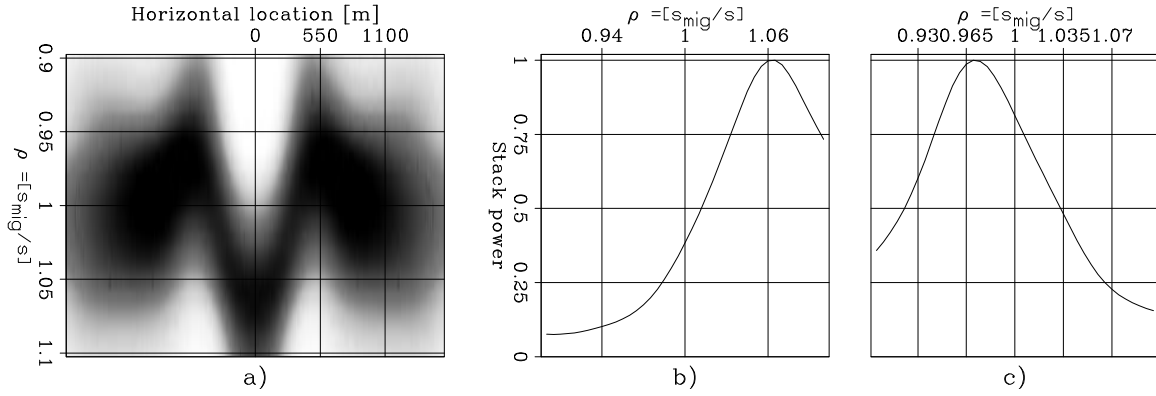 Horizontal location [m]
0 550 1100
0.9
0.95
1
1.05
1.1
ρ =[s_mig/s]
a)
ρ =[s_mig/s]
0.94 1 1.06
1
0.75
0.5
0.25
0
Stack power
b)
ρ =[s_mig/s]
0.930.965 1 1.0351.07
c)